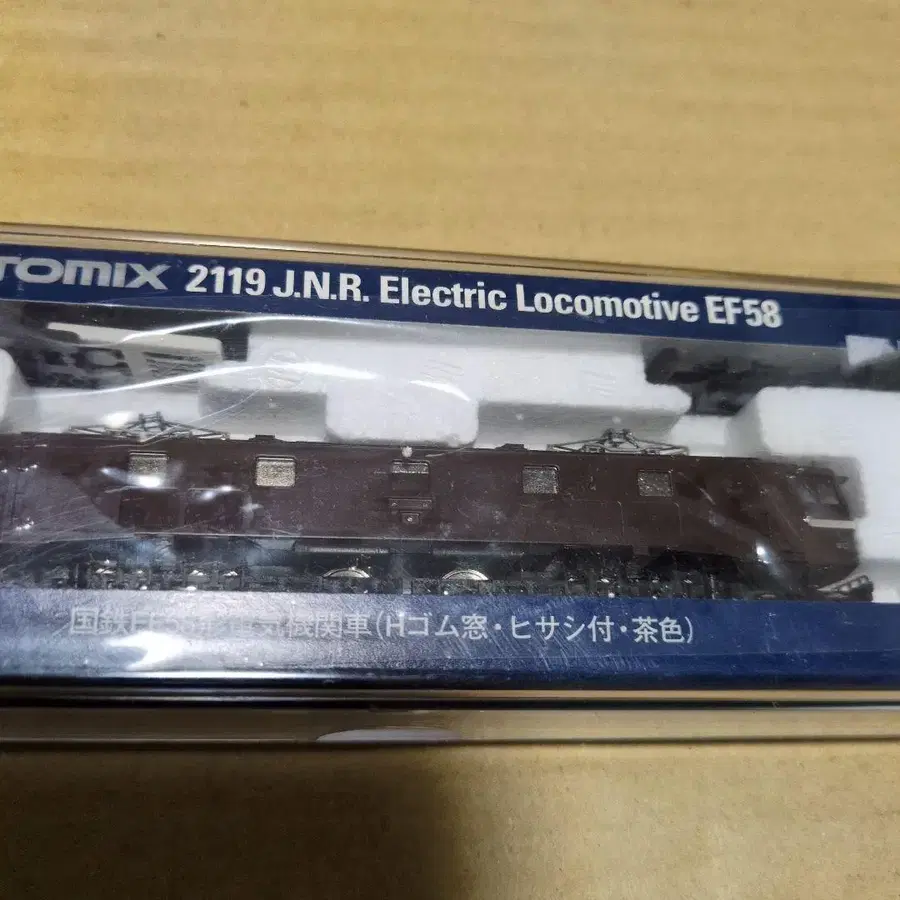 TOMIX 2119 J.N.R. Electric Locomotive EF58
国鉄EF58形電気機関車(Hゴム窓・ヒサシ付・茶色)